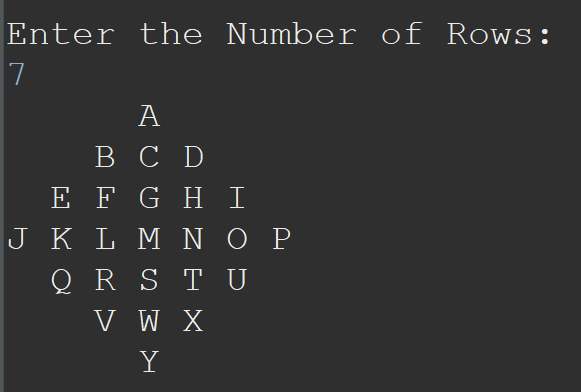 Enter the Number of Rows:
7
A
B C D
E F G H I
J K L M N O P
Q R S T U
V W X
Y